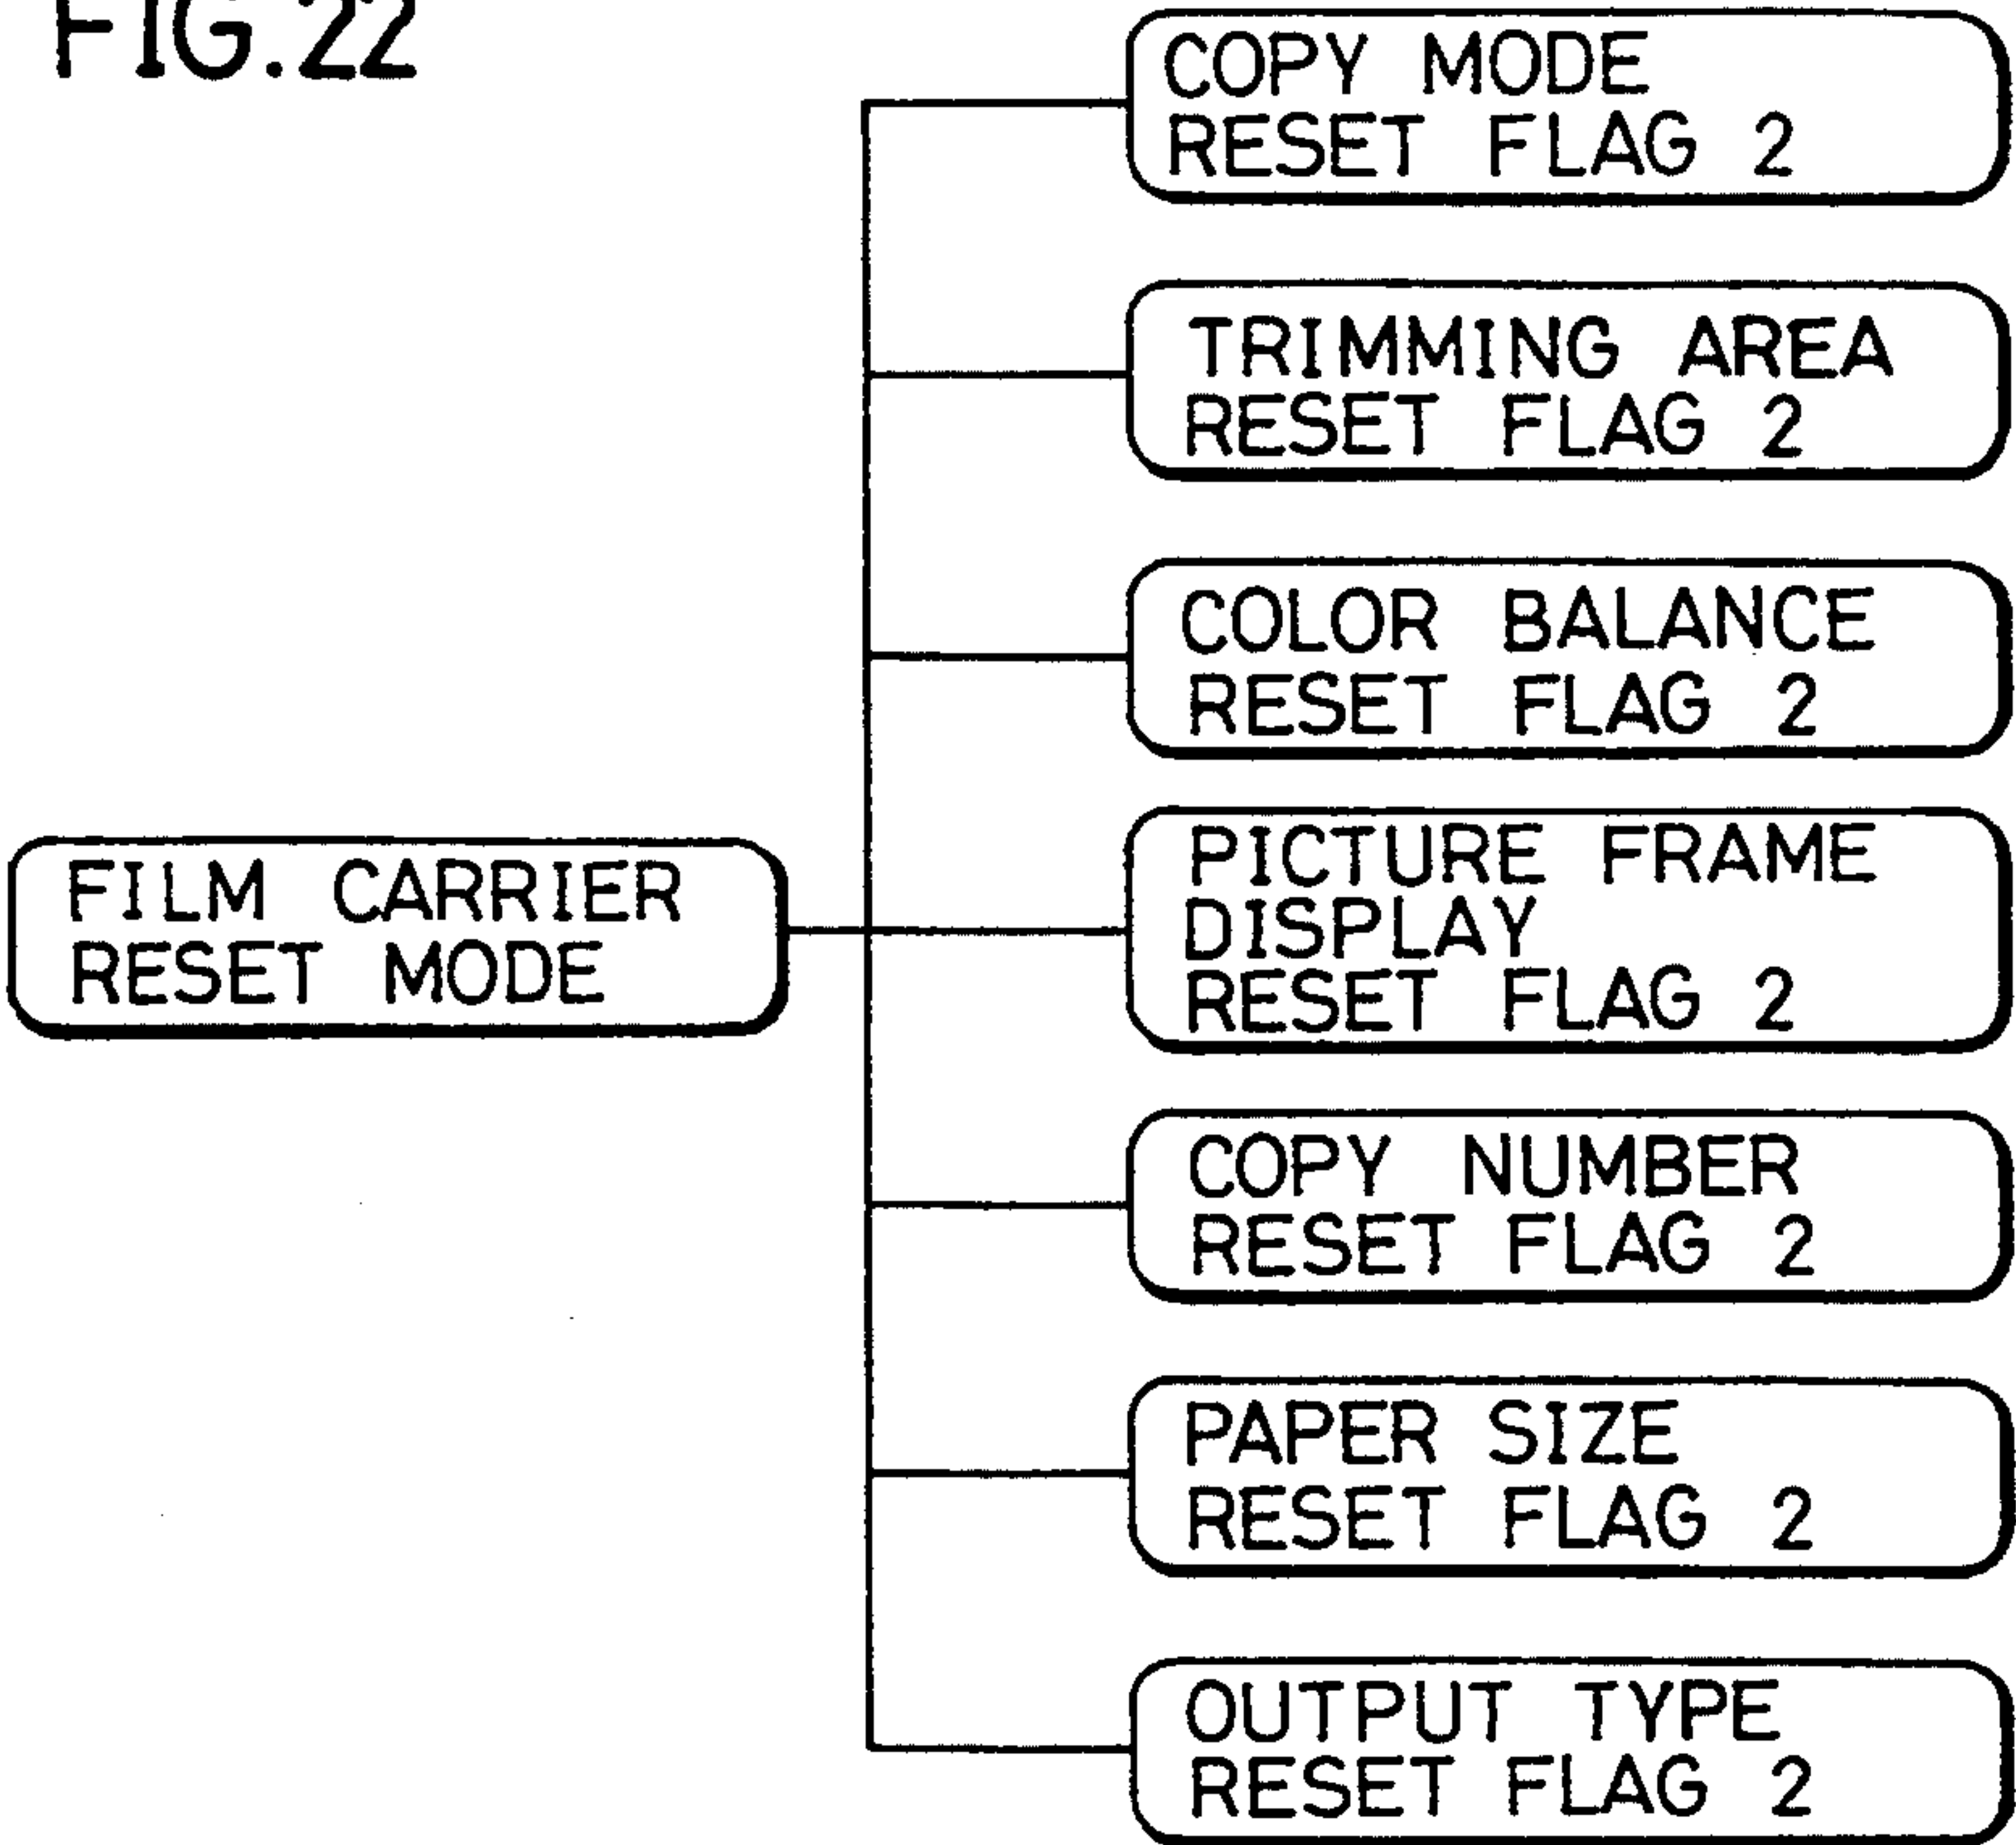 FIG.22
COPY MODE
RESET FLAG 2
TRIMMING AREA
RESET FLAG 2
COLOR BALANCE
RESET FLAG 2
PICTURE FRAME
DISPLAY
RESET FLAG 2
FILM CARRIER
RESET MODE
COPY NUMBER
RESET FLAG 2
PAPER SIZE
RESET FLAG 2
OUTPUT TYPE
RESET FLAG 2